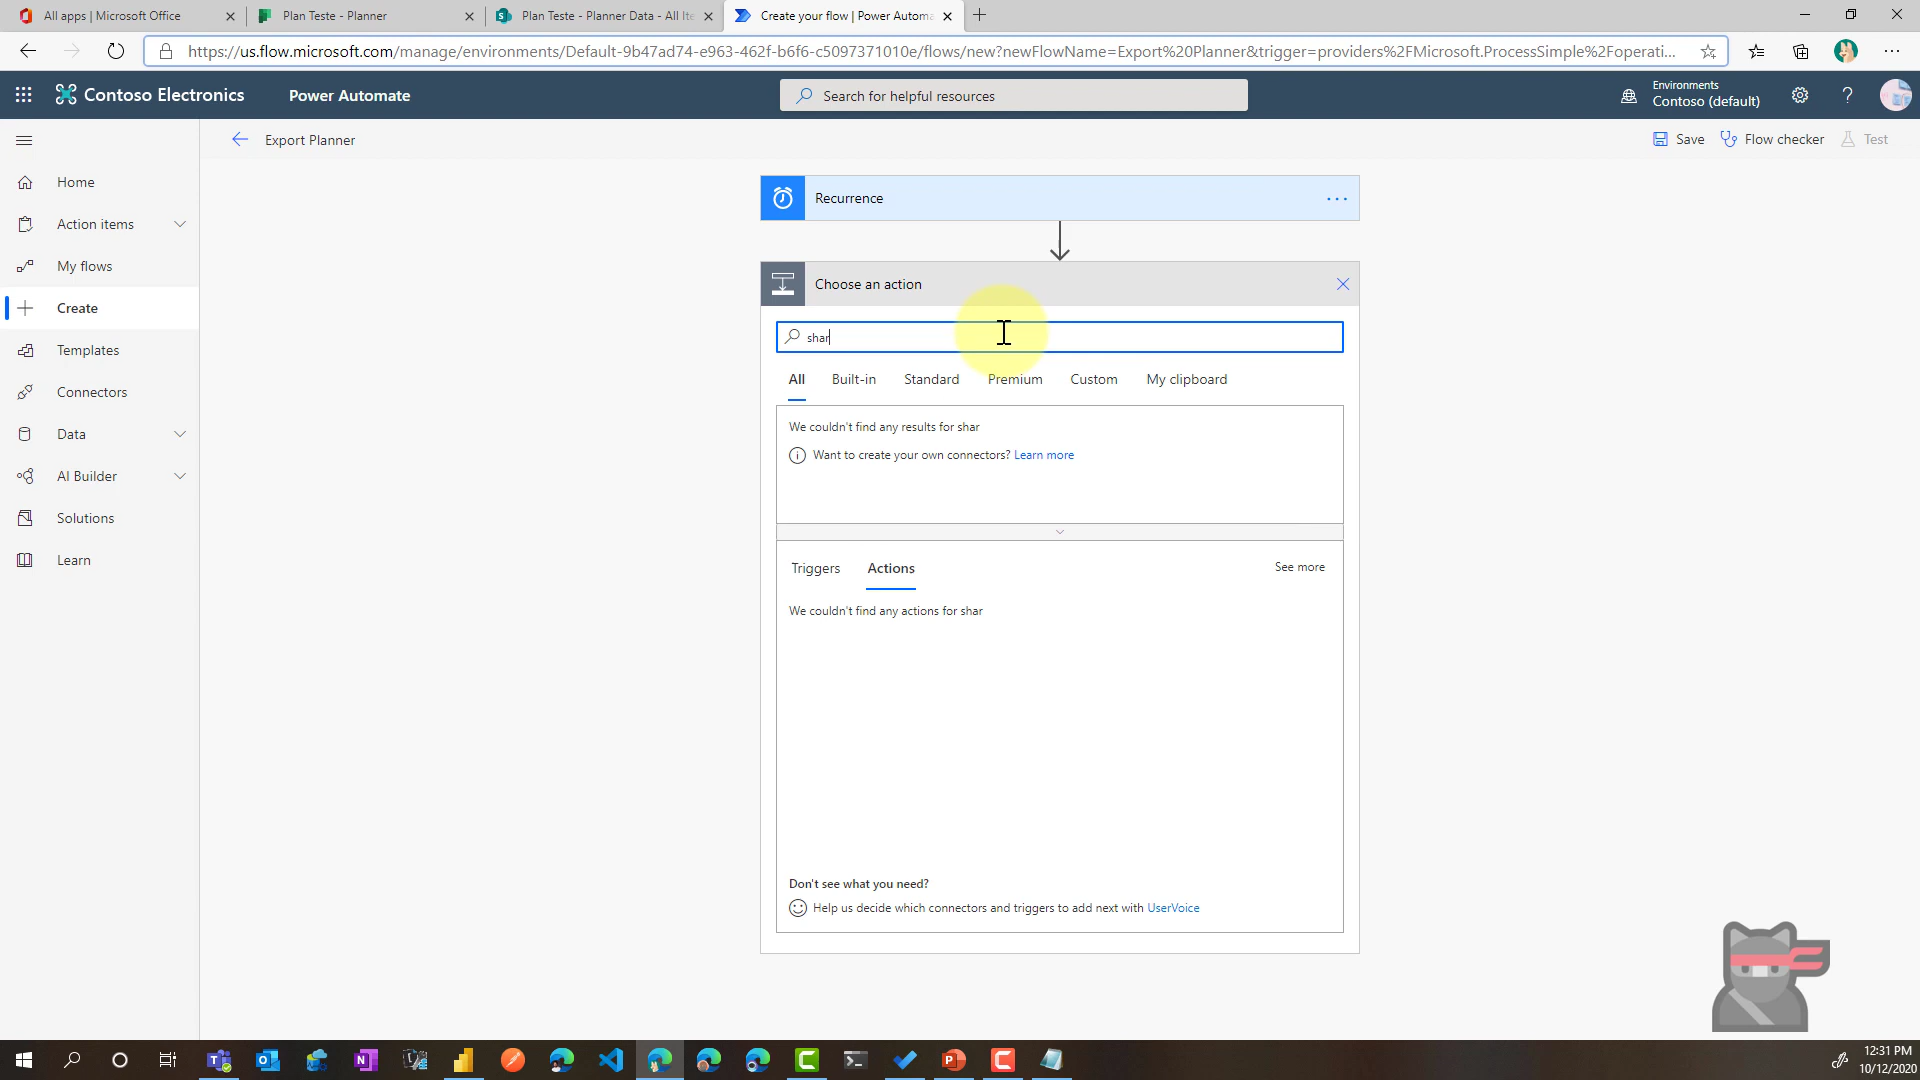 All apps | Microsoft Office
Plan Teste - Planner
Plan Teste - Planner Data - All Ite
Create your flow | Power Automa
https://us.flow.microsoft.com/manage/environments/Default-9b47ad74-e963-462f-b6f6-c5097371010e/flows/new?newFlowName=Export%20Planner&trigger=providers%2FMicrosoft.ProcessSimple%2Foperati...
Contoso Electronics
Power Automate
Search for helpful resources
Environments
Contoso (default)
Export Planner
Save
Flow checker
Test
Home
Action items
My flows
Create
Templates
Connectors
Data
AI Builder
Solutions
Learn
Recurrence
Choose an action
shar
All
Built-in
Standard
Premium
Custom
My clipboard
We couldn't find any results for shar
Want to create your own connectors? Learn more
Triggers
Actions
See more
We couldn't find any actions for shar
Don't see what you need?
Help us decide which connectors and triggers to add next with UserVoice
12:31 PM
10/12/2020